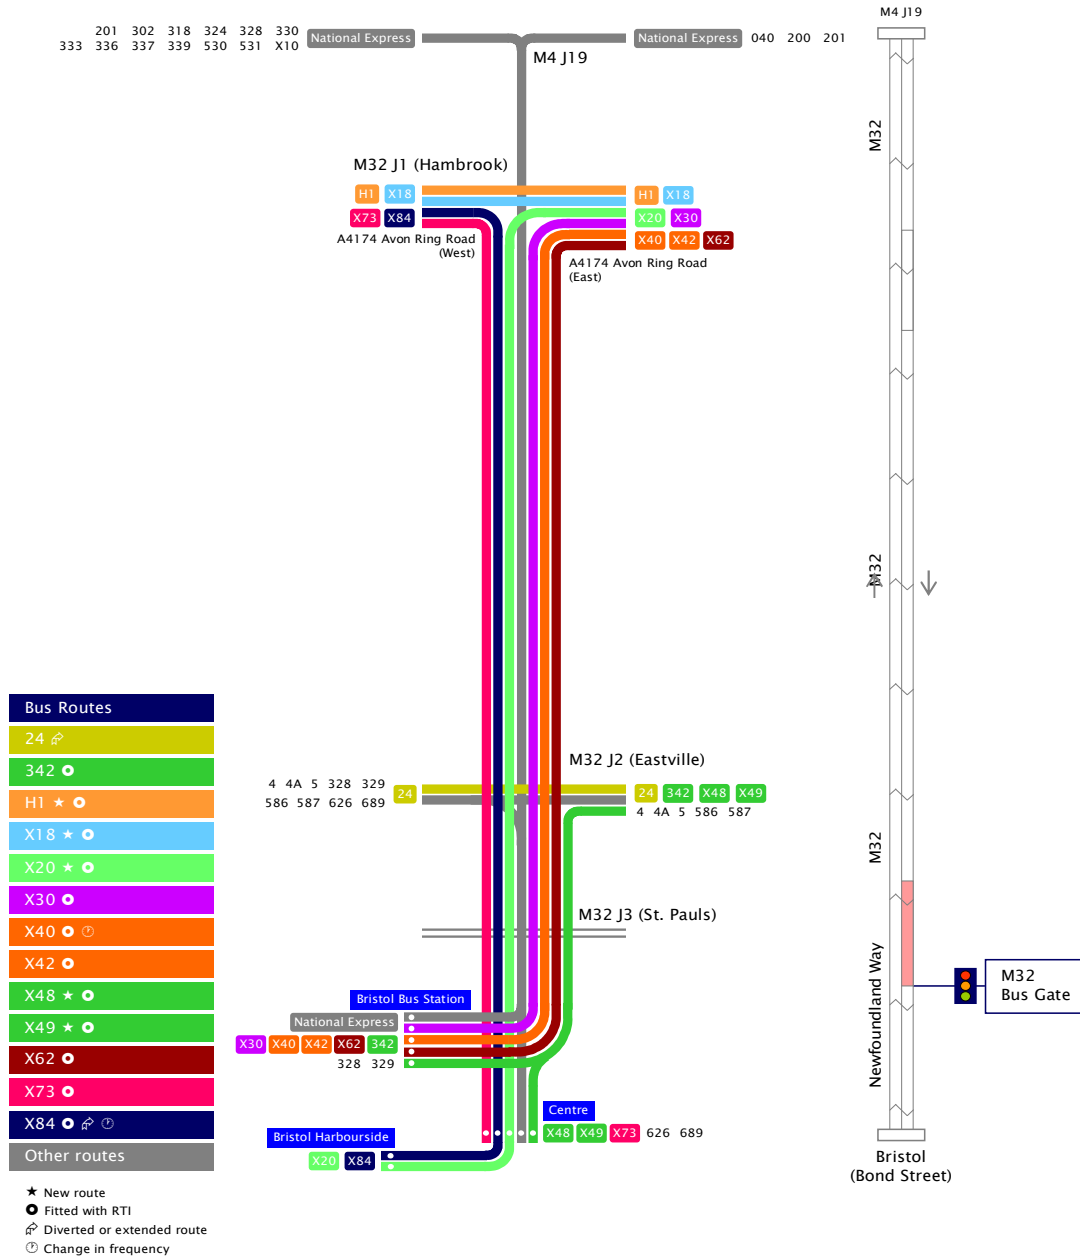 201 302 318 324 328 330
333 336 337 339 530 531 X10
National Express
National Express
040 200 201
M4 J19
M4 J19
M32
M32 J1 (Hambrook)
H1 X18
X73 X84
A4174 Avon Ring Road
(West)
H1 X18
X20 X30
X40 X42 X62
A4174 Avon Ring Road
(East)
M32
Bus Routes
24
342
H1
X18
X20
X30
X40
X42
X48
X49
X62
X73
X84
Other routes
New route
Fitted with RTI
Diverted or extended route
Change in frequency
M32 J2 (Eastville)
4 4A 5 328 329
586 587 626 689
24
24 342 X48 X49
4 4A 5 586 587
M32
M32 J3 (St. Pauls)
Newfoundland Way
M32
Bus Gate
Bristol Bus Station
National Express
X30 X40 X42 X62 342
328 329
Centre
X48 X49 X73 626 689
Bristol Harbourside
X20 X84
Bristol
(Bond Street)